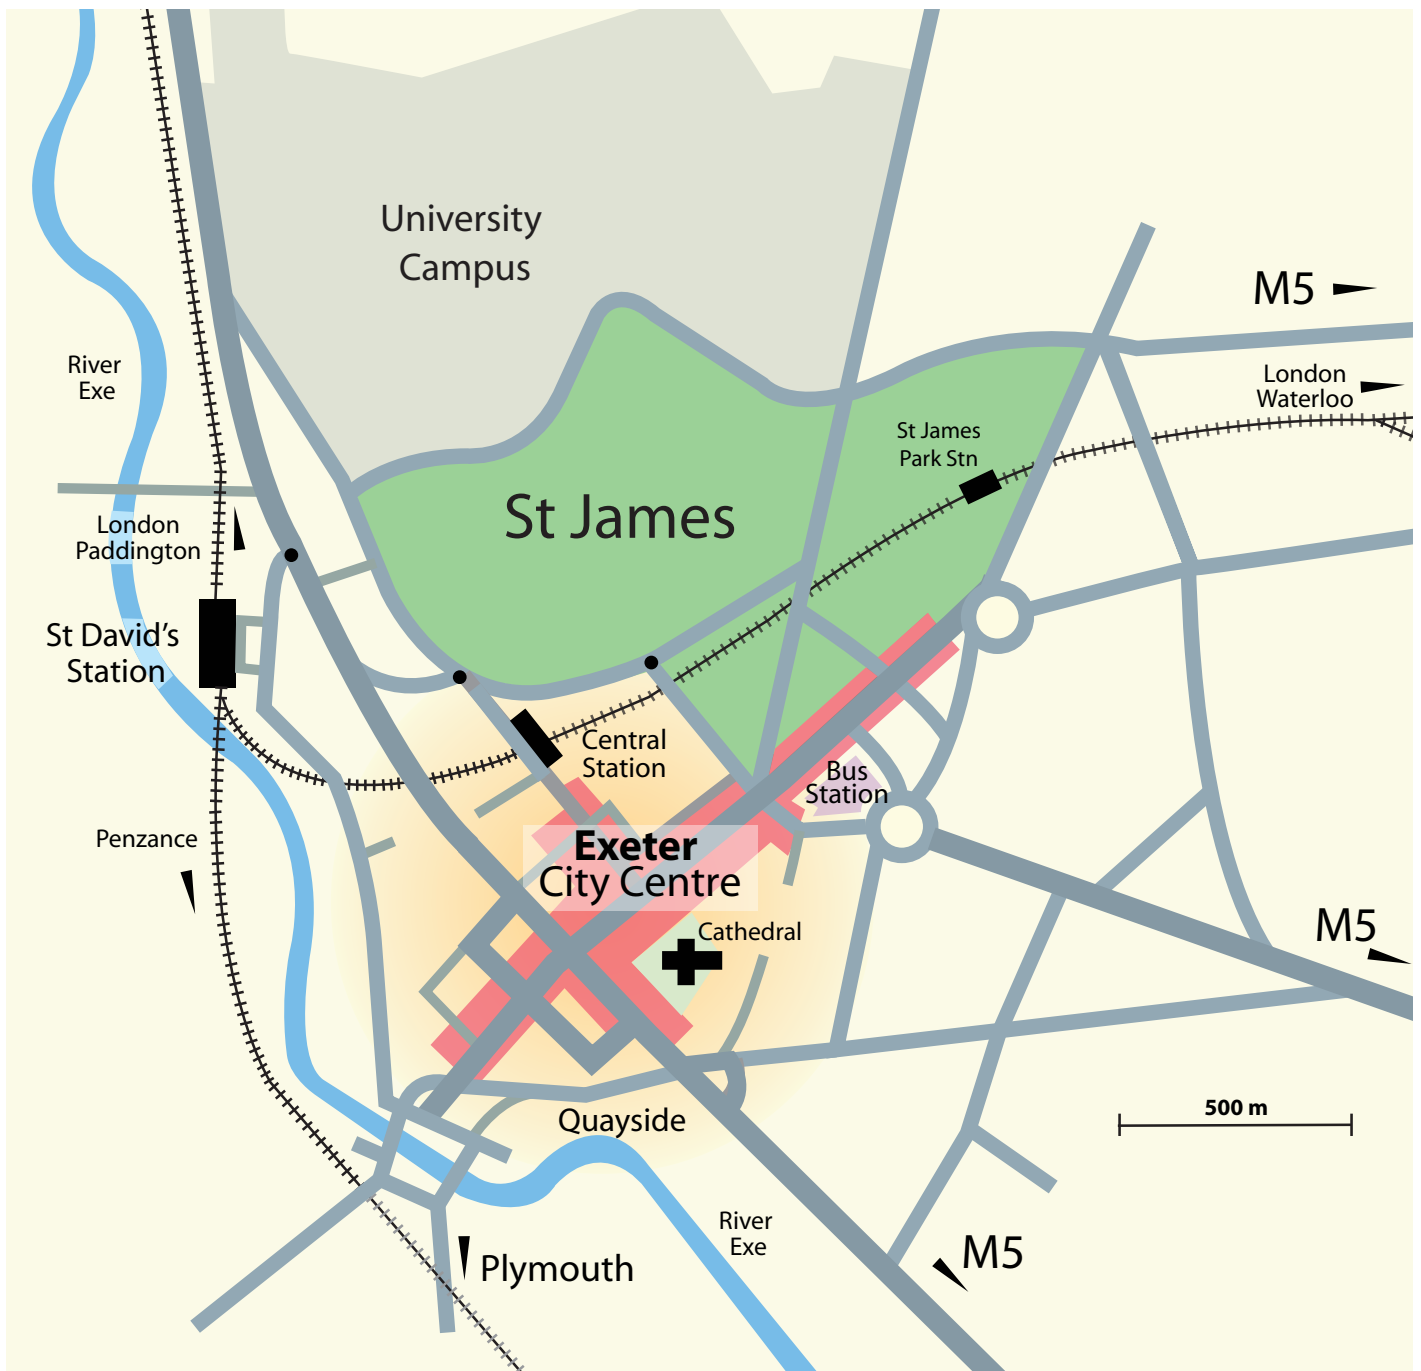 University
Campus
M5
River
Exe
London
Waterloo
St James
Park Stn
St James
London
Paddington
St David's
Station
Central
Station
Bus
Station
Penzance
Exeter
City Centre
Cathedral
M5
500 m
Quayside
River
Exe
M5
Plymouth